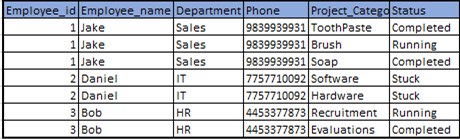 Employee_id Employee_name Department Phone Project_Catego Status
1 Jake Sales 9839939931 ToothPaste Completed
1 Jake Sales 9839939931 Brush Running
1 Jake Sales 9839939931 Soap Completed
2 Daniel IT 7757710092 Software Stuck
2 Daniel IT 7757710092 Hardware Stuck
3 Bob HR 4453377873 Recruitment Running
3 Bob HR 4453377873 Evaluations Completed